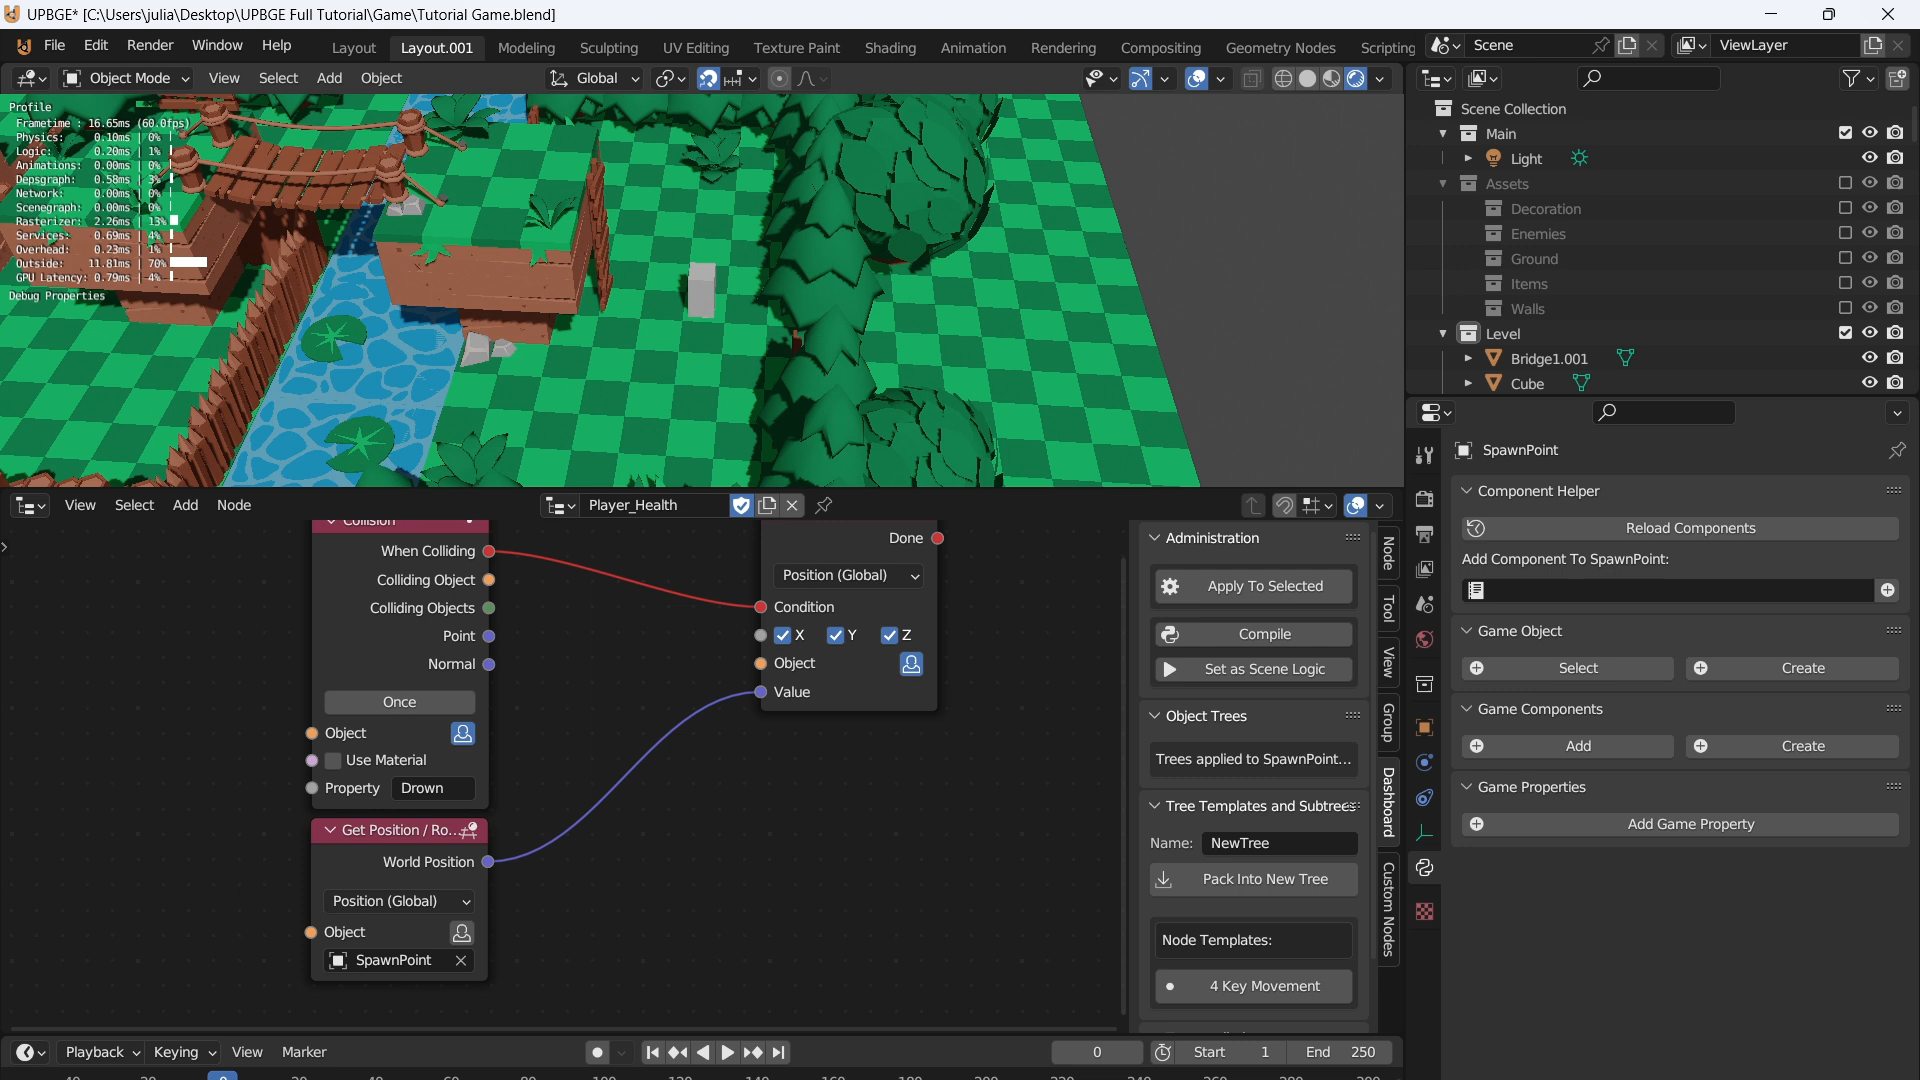 UPBGE* [C:\Users\julia\Desktop\UPBGE Full Tutorial\Game\Tutorial Game.blend]
File Edit Render Window Help Layout Layout.001 Modeling Sculpting UV Editing Texture Paint Shading Animation Rendering Compositing Geometry Nodes Scripting Scene ViewLayer
Object Mode View Select Add Object Global
Profile
Frametime : 16.65ms (60.0fps)
Physics: 0.10ms 0%
Logic: 0.20ms 1%
Animations: 0.00ms 0%
Depsgraph: 0.58ms 3%
Network: 0.00ms 0%
Scenegraph: 0.00ms 0%
Rasterizer: 2.26ms 13%
Services: 0.69ms 4%
Overhead: 0.23ms 1%
Outside: 11.81ms 70%
GPU Latency: 0.79ms 4%
Debug Properties
Scene Collection
Main
Light
Assets
Decoration
Enemies
Ground
Items
Walls
Level
Bridge1.001
Cube
View Select Add Node Player_Health
Collision
When Colliding
Colliding Object
Colliding Objects
Point
Normal
Once
Object
Use Material
Property Drown
Get Position / Ro...
World Position
Position (Global)
Object
SpawnPoint
Done
Position (Global)
Condition
X Y Z
Object
Value
Administration
Apply To Selected
Compile
Set as Scene Logic
Object Trees
Trees applied to SpawnPoint...
Tree Templates and Subtrees
Name: NewTree
Pack Into New Tree
Node Templates:
4 Key Movement
Node
Tool
View
Group
Dashboard
Custom Nodes
SpawnPoint
Component Helper
Reload Components
Add Component To SpawnPoint:
Game Object
Select Create
Game Components
Add Create
Game Properties
Add Game Property
Playback Keying View Marker 0 Start 1 End 250